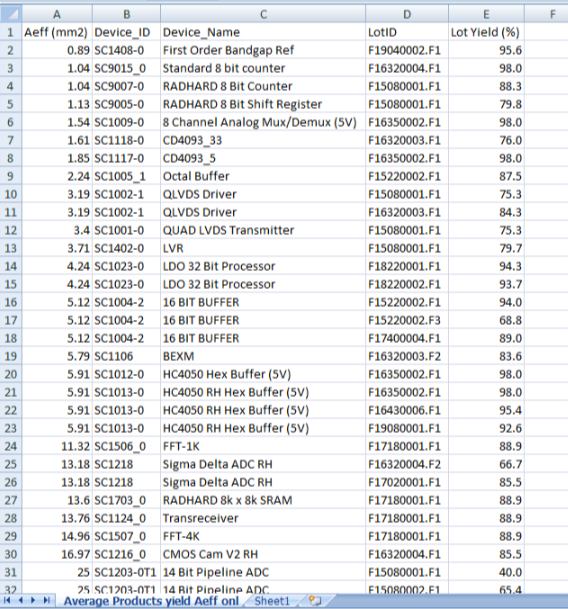 A B C D E F
1 Aeff (mm2) Device_ID Device_Name LotID Lot Yield (%)
2 0.89 SC1408-0 First Order Bandgap Ref F19040002.F1 95.6
3 1.04 SC9015_0 Standard 8 bit counter F16320004.F1 98.0
4 1.04 SC9007-0 RADHARD 8 Bit Counter F15080001.F1 88.3
5 1.13 SC9005-0 RADHARD 8 Bit Shift Register F15080001.F1 79.8
6 1.54 SC1009-0 8 Channel Analog Mux/Demux (5V) F16350002.F1 98.0
7 1.61 SC1118-0 CD4093_33 F16320003.F1 76.0
8 1.85 SC1117-0 CD4093_5 F16350002.F1 98.0
9 2.24 SC1005_1 Octal Buffer F15220002.F1 87.5
10 3.19 SC1002-1 QLVDS Driver F15080001.F1 75.3
11 3.19 SC1002-1 QLVDS Driver F16320003.F1 84.3
12 3.4 SC1001-0 QUAD LVDS Transmitter F15080001.F1 75.3
13 3.71 SC1402-0 LVR F15080001.F1 79.7
14 4.24 SC1023-0 LDO 32 Bit Processor F18220001.F1 94.3
15 4.24 SC1023-0 LDO 32 Bit Processor F18220002.F1 93.7
16 5.12 SC1004-2 16 BIT BUFFER F15220002.F1 94.0
17 5.12 SC1004-2 16 BIT BUFFER F15220002.F3 68.8
18 5.12 SC1004-2 16 BIT BUFFER F17400004.F1 89.0
19 5.79 SC1106 BEXM F16320003.F2 83.6
20 5.91 SC1012-0 HC4050 Hex Buffer (5V) F16350002.F1 98.0
21 5.91 SC1013-0 HC4050 RH Hex Buffer (5V) F16350002.F1 98.0
22 5.91 SC1013-0 HC4050 RH Hex Buffer (5V) F16430006.F1 95.4
23 5.91 SC1013-0 HC4050 RH Hex Buffer (5V) F19080001.F1 92.6
24 11.32 SC1506_0 FFT-1K F17180001.F1 88.9
25 13.18 SC1218 Sigma Delta ADC RH F16320004.F2 66.7
26 13.18 SC1218 Sigma Delta ADC RH F17020001.F1 85.5
27 13.6 SC1703_0 RADHARD 8k x 8k SRAM F17180001.F1 88.9
28 13.76 SC1124_0 Transreceiver F17180001.F1 88.9
29 14.96 SC1507_0 FFT-4K F17180001.F1 88.9
30 16.97 SC1216_0 CMOS Cam V2 RH F16320004.F1 85.5
31 25 SC1203-0T1 14 Bit Pipeline ADC F15080001.F1 40.0
32 25 SC1203-0T1 14 Bit Pipeline ADC F15080002.F1 65.4
Average Products yield Aeff onl Sheet1